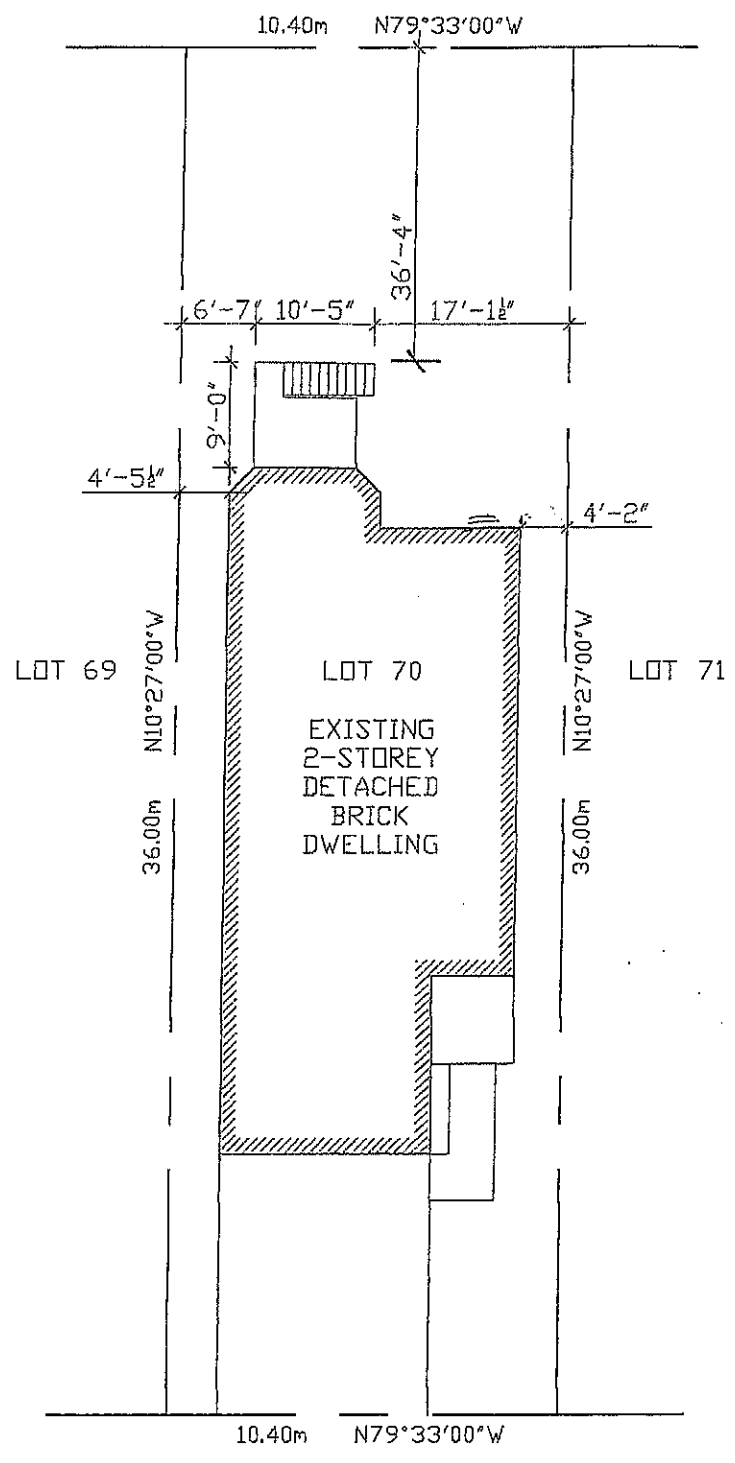 10.40m N79°33'00"W
36'-4"
6'-7" 10'-5" 17'-1½"
9'-0"
4'-5½"
4'-2"
LOT 69
N10°27'00"W
36.00m
LOT 70
EXISTING
2-STOREY
DETACHED
BRICK
DWELLING
N10°27'00"W
36.00m
LOT 71
10.40m N79°33'00"W